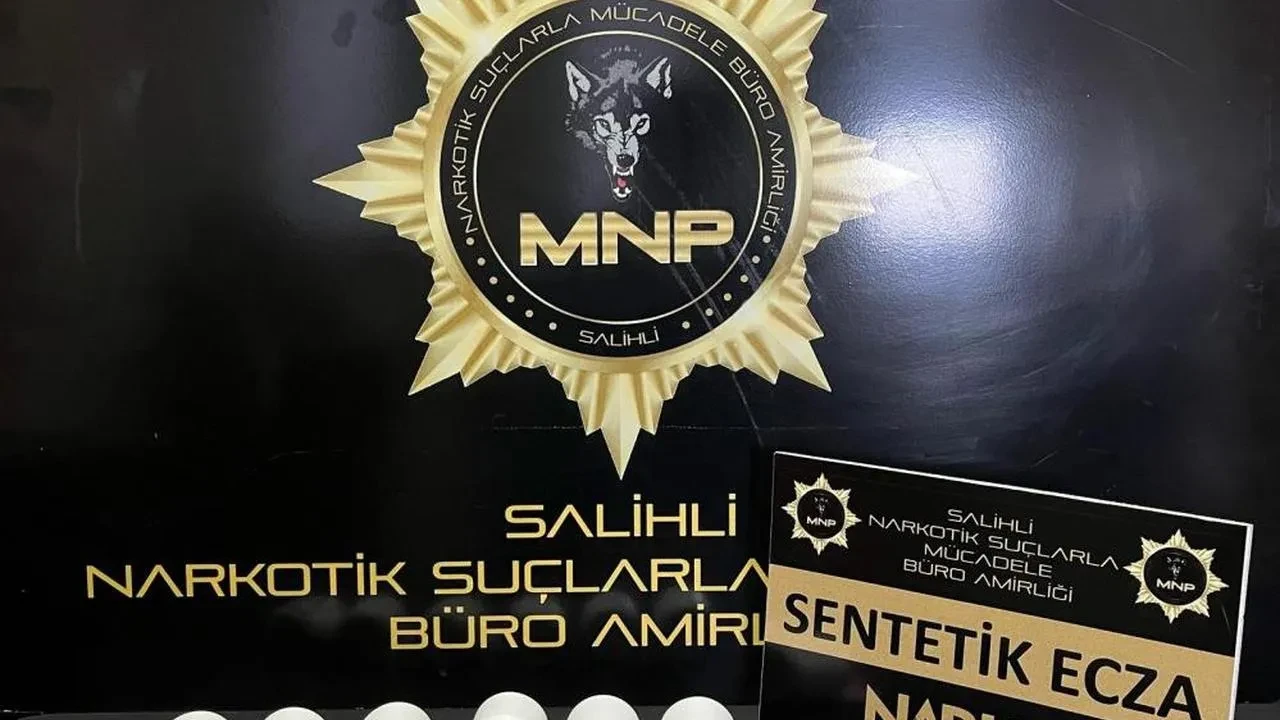 NARKOTİK SUÇLARLA MÜCADELE BÜRO AMİRLİĞİ
MNP
SALİHLİ
SALİHLİ
NARKOTİK SUÇLARLA
BÜRO AMİRL
MNP
SALİHLİ
NARKOTİK SUÇLARLA
MÜCADELE
BÜRO AMİRLİĞİ
MNP
SENTETİK ECZA